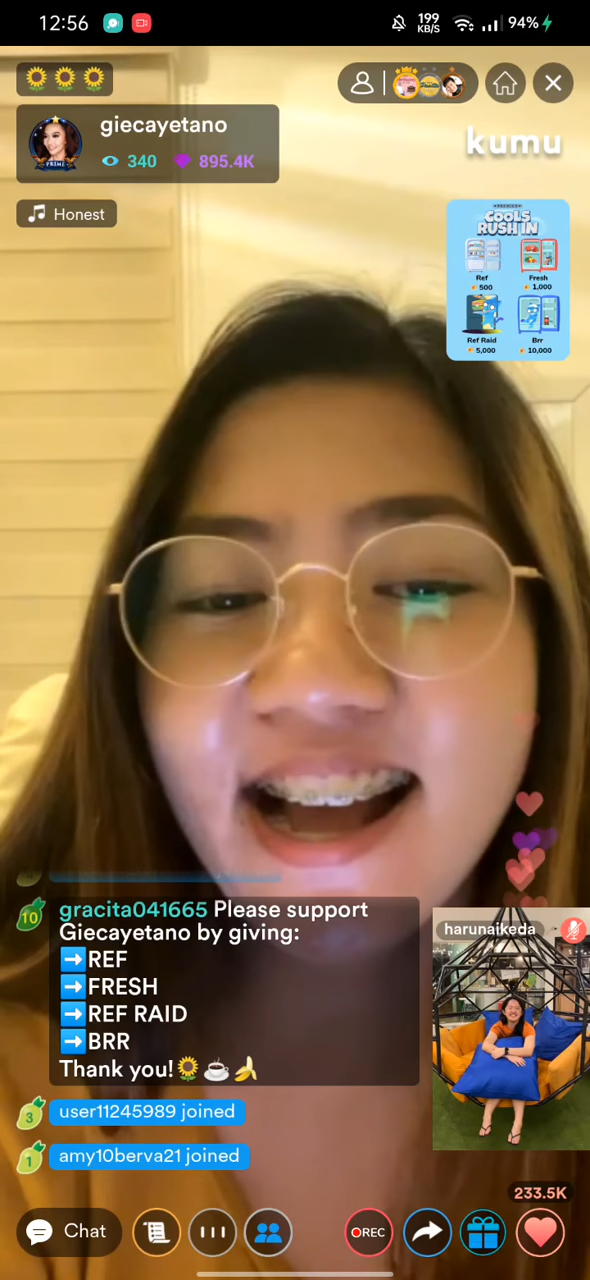 12:56
199
KB/S
94%
giecayetano
PRIME
340
895.4K
kumu
Honest
COOLS
RUSH IN
Ref
Fresh
500
1,000
Ref Raid
Brr
5,000
10,000
10
gracita041665 Please support
Giecayetano by giving:
➡️REF
➡️FRESH
➡️REF RAID
➡️BRR
Thank you!🌻☕🍌
harunaikeda
3
user11245989 joined
1
amy10berva21 joined
233.5K
Chat
REC